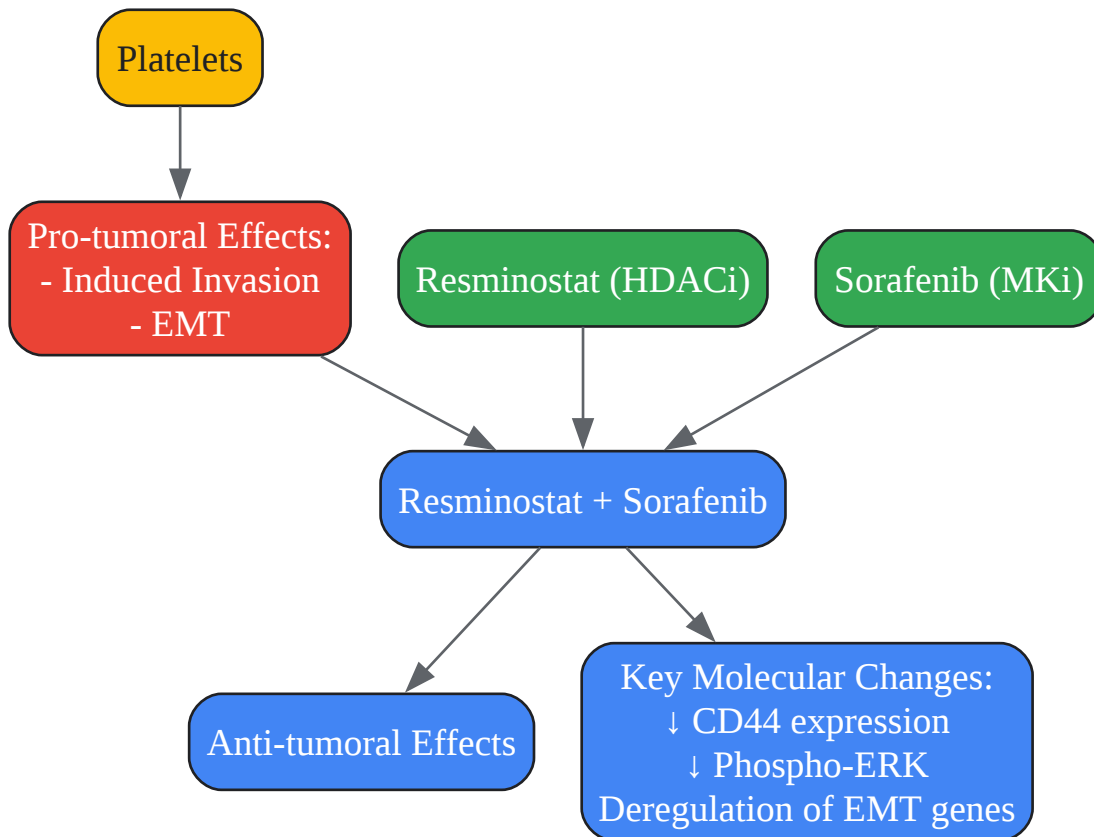 Platelets
Pro-tumoral Effects:
- Induced Invasion
- EMT
Resminostat (HDACi)
Sorafenib (MKi)
Resminostat + Sorafenib
Anti-tumoral Effects
Key Molecular Changes:
↓ CD44 expression
↓ Phospho-ERK
Deregulation of EMT genes